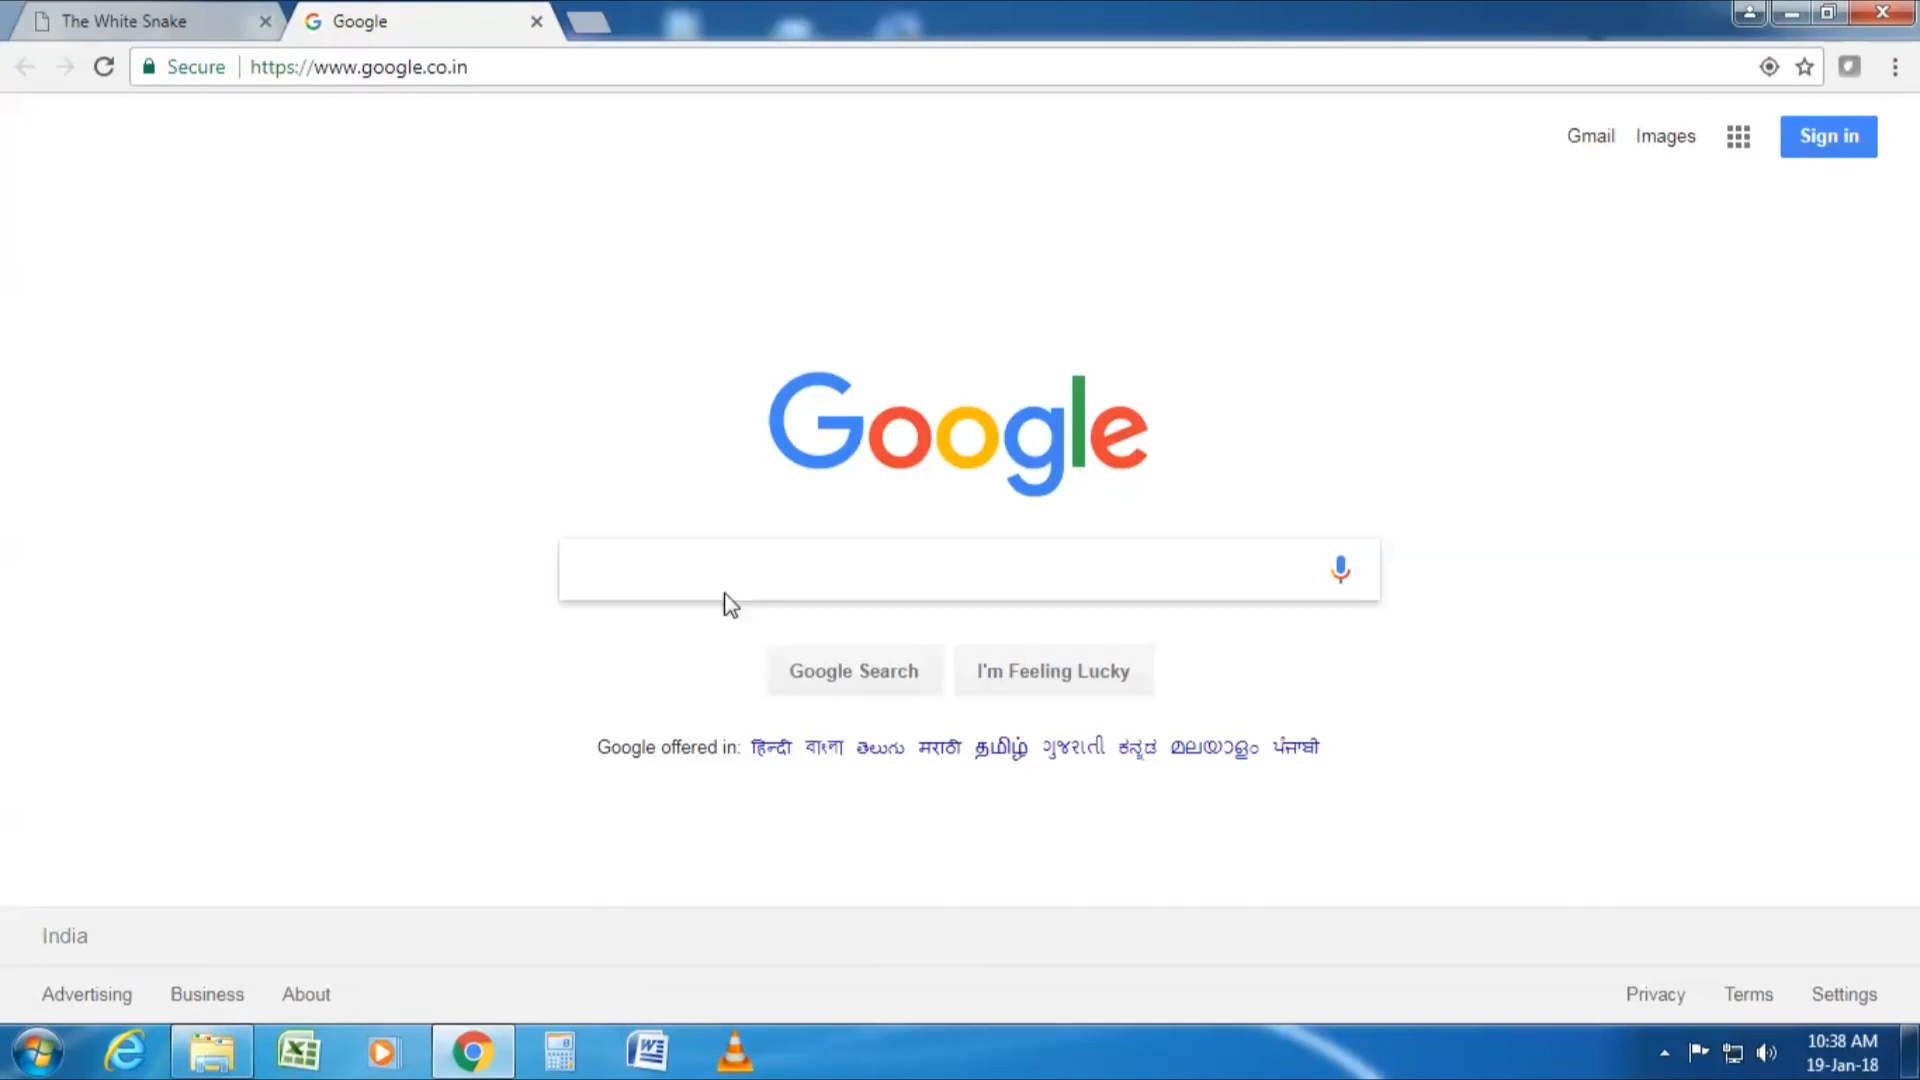 The White Snake
Google
Secure
https://www.google.co.in
Gmail Images
Sign in
Google
Google Search
I'm Feeling Lucky
Google offered in: हिन्दी বাংলা తెలుగు मराठी தமிழ் ગુજરાતી ಕನ್ನಡ മലയാളം ਪੰਜਾਬੀ
India
Advertising Business About
Privacy Terms Settings
10:38 AM
19-Jan-18